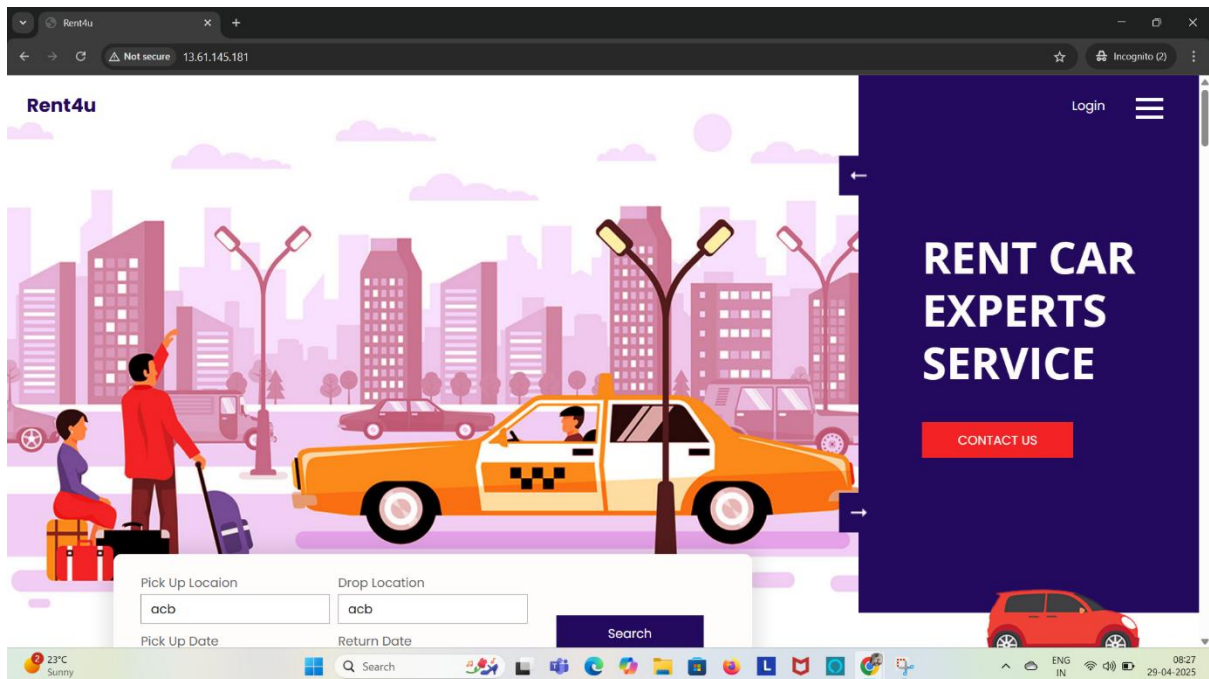 Rent4u
Not secure 13.61.145.181
Incognito (2)
Rent4u
Login
RENT CAR
EXPERTS
SERVICE
CONTACT US
Pick Up Locaion
Drop Location
acb
acb
Search
Pick Up Date
Return Date
2
23°C
Sunny
Search
L
ENG
IN
08:27
29-04-2025